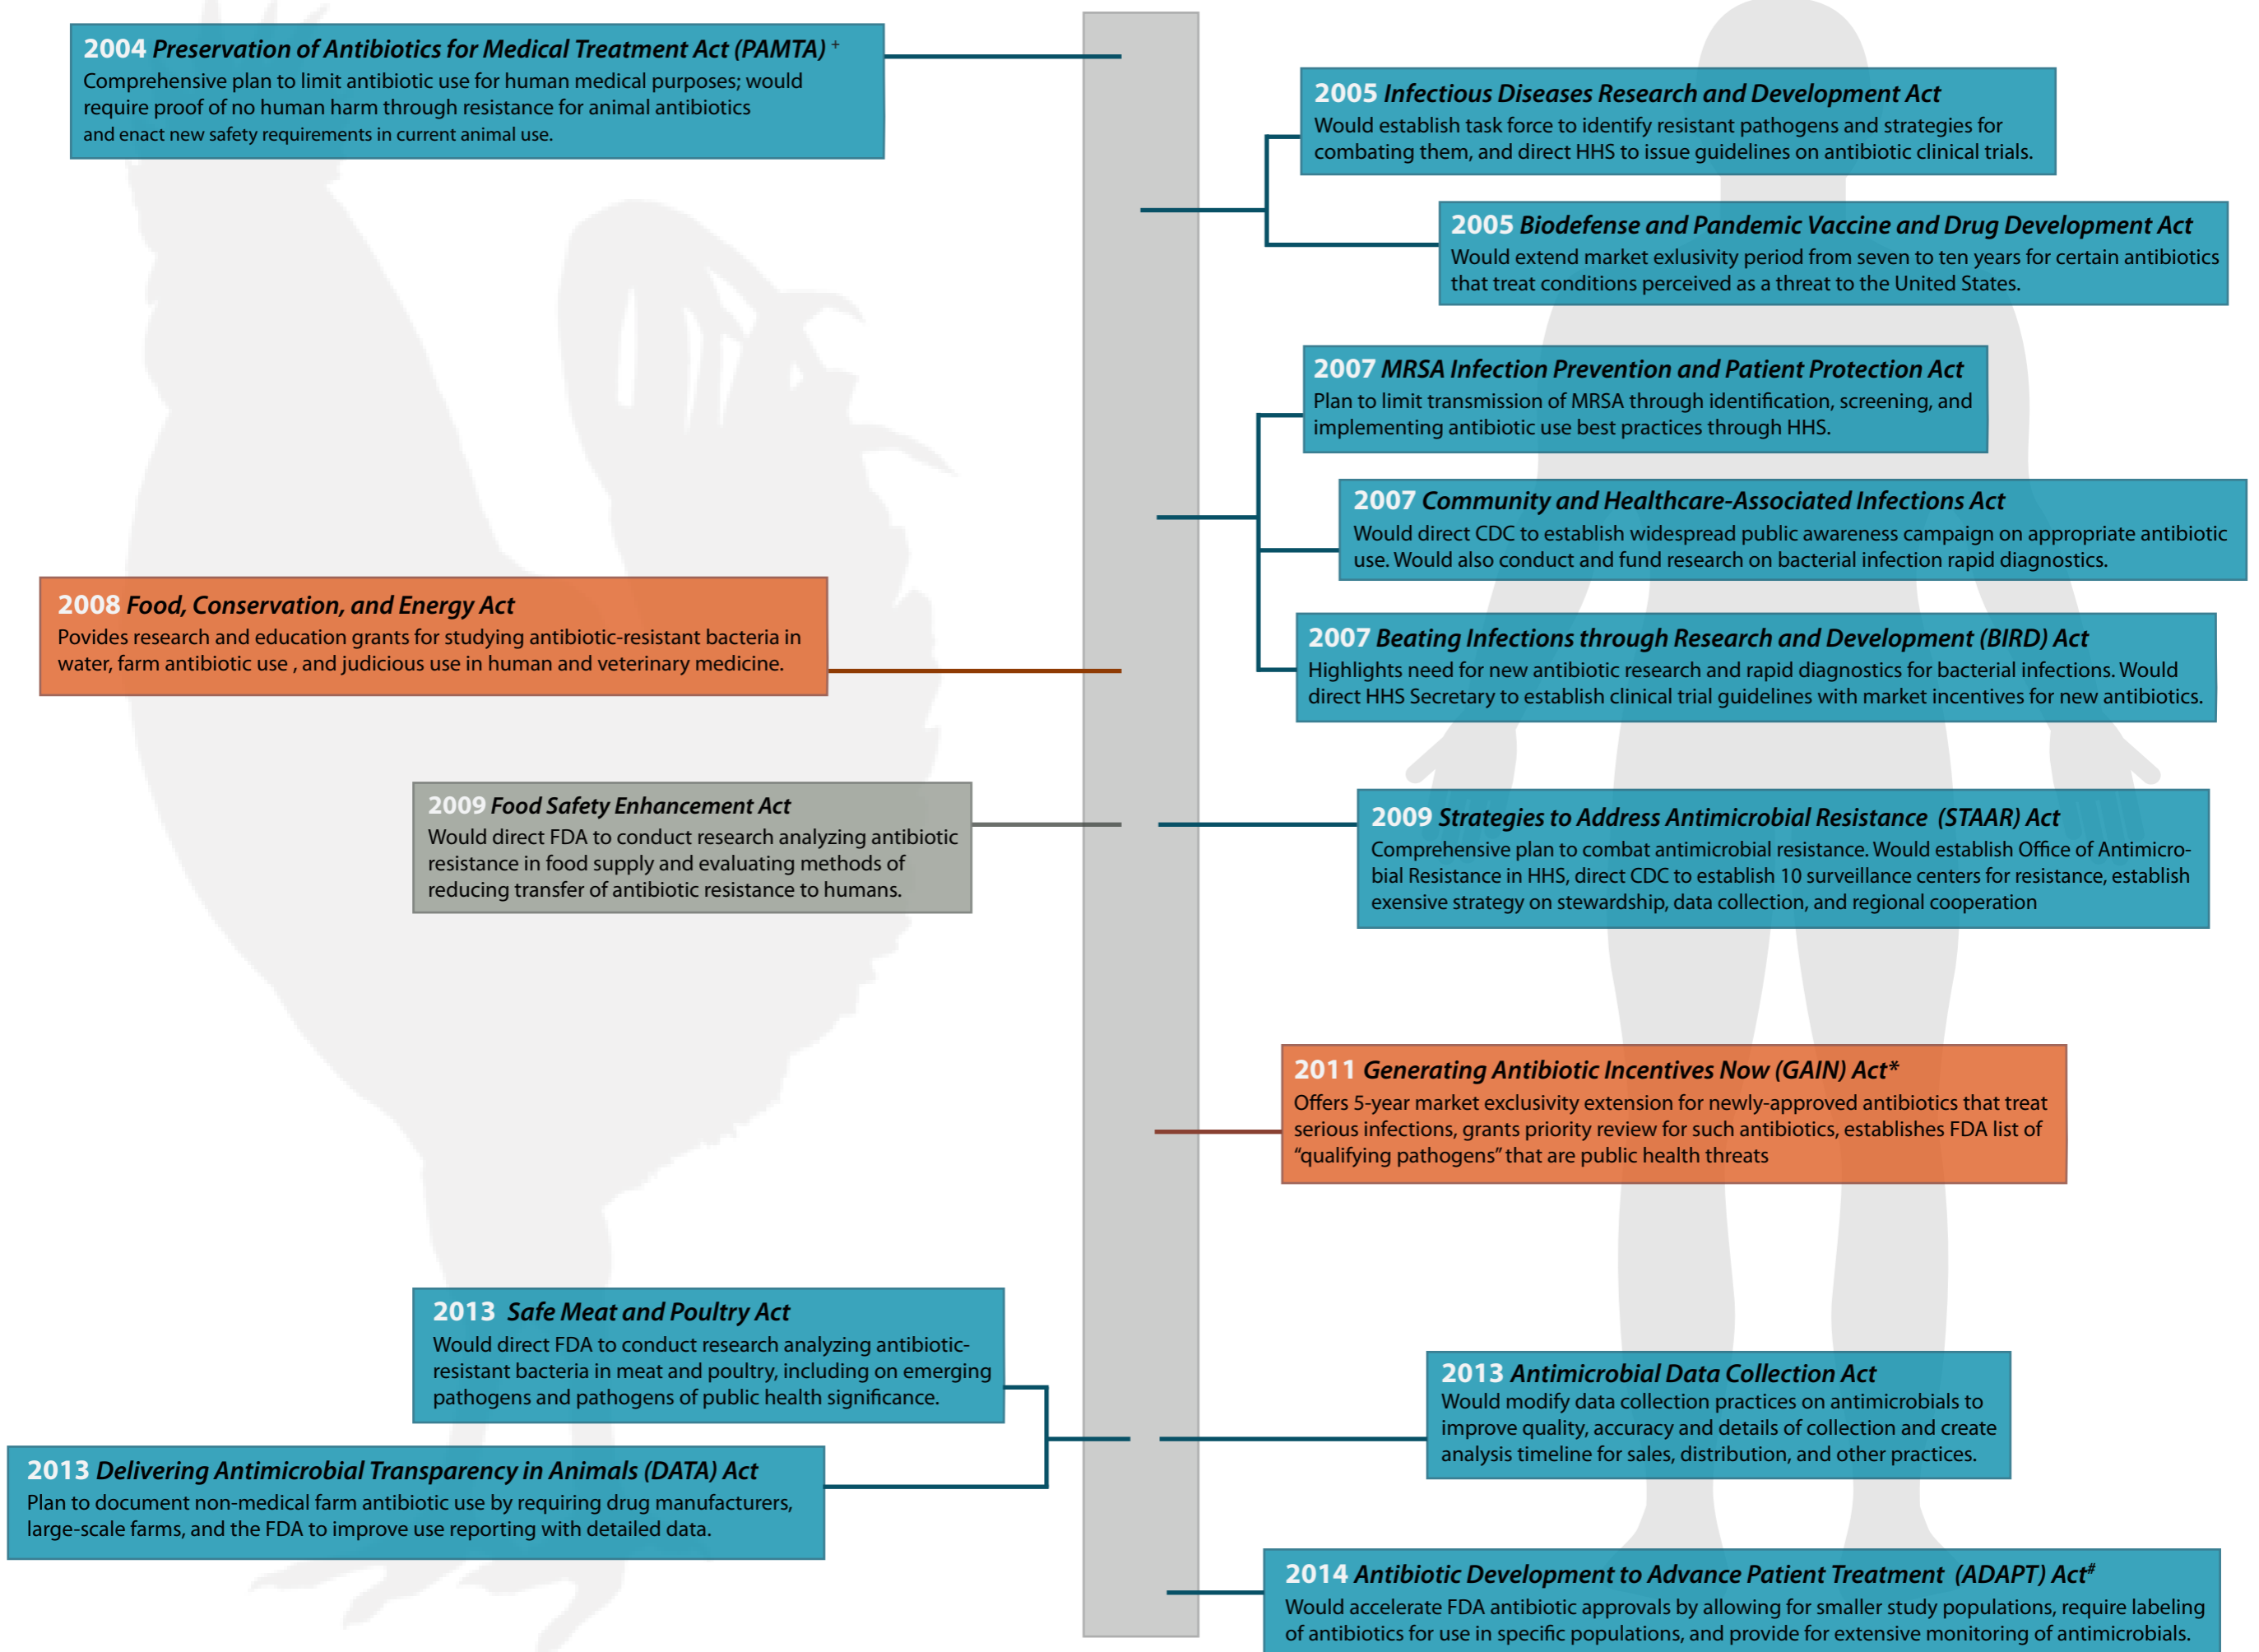 2004 Preservation of Antibiotics for Medical Treatment Act (PAMTA) +
Comprehensive plan to limit antibiotic use for human medical purposes; would
require proof of no human harm through resistance for animal antibiotics
and enact new safety requirements in current animal use.
2005 Infectious Diseases Research and Development Act
Would establish task force to identify resistant pathogens and strategies for
combating them, and direct HHS to issue guidelines on antibiotic clinical trials.
2005 Biodefense and Pandemic Vaccine and Drug Development Act
Would extend market exlusivity period from seven to ten years for certain antibiotics
that treat conditions perceived as a threat to the United States.
2007 MRSA Infection Prevention and Patient Protection Act
Plan to limit transmission of MRSA through identification, screening, and
implementing antibiotic use best practices through HHS.
2007 Community and Healthcare-Associated Infections Act
Would direct CDC to establish widespread public awareness campaign on appropriate antibiotic
use. Would also conduct and fund research on bacterial infection rapid diagnostics.
2008 Food, Conservation, and Energy Act
Povides research and education grants for studying antibiotic-resistant bacteria in
water, farm antibiotic use , and judicious use in human and veterinary medicine.
2007 Beating Infections through Research and Development (BIRD) Act
Highlights need for new antibiotic research and rapid diagnostics for bacterial infections. Would
direct HHS Secretary to establish clinical trial guidelines with market incentives for new antibiotics.
2009 Food Safety Enhancement Act
Would direct FDA to conduct research analyzing antibiotic
resistance in food supply and evaluating methods of
reducing transfer of antibiotic resistance to humans.
2009 Strategies to Address Antimicrobial Resistance (STAAR) Act
Comprehensive plan to combat antimicrobial resistance. Would establish Office of Antimicro-
bial Resistance in HHS, direct CDC to establish 10 surveillance centers for resistance, establish
exensive strategy on stewardship, data collection, and regional cooperation
2011 Generating Antibiotic Incentives Now (GAIN) Act*
Offers 5-year market exclusivity extension for newly-approved antibiotics that treat
serious infections, grants priority review for such antibiotics, establishes FDA list of
“qualifying pathogens” that are public health threats
2013 Safe Meat and Poultry Act
Would direct FDA to conduct research analyzing antibiotic-
resistant bacteria in meat and poultry, including on emerging
pathogens and pathogens of public health significance.
2013 Antimicrobial Data Collection Act
Would modify data collection practices on antimicrobials to
improve quality, accuracy and details of collection and create
analysis timeline for sales, distribution, and other practices.
2013 Delivering Antimicrobial Transparency in Animals (DATA) Act
Plan to document non-medical farm antibiotic use by requiring drug manufacturers,
large-scale farms, and the FDA to improve use reporting with detailed data.
2014 Antibiotic Development to Advance Patient Treatment (ADAPT) Act#
Would accelerate FDA antibiotic approvals by allowing for smaller study populations, require labeling
of antibiotics for use in specific populations, and provide for extensive monitoring of antimicrobials.